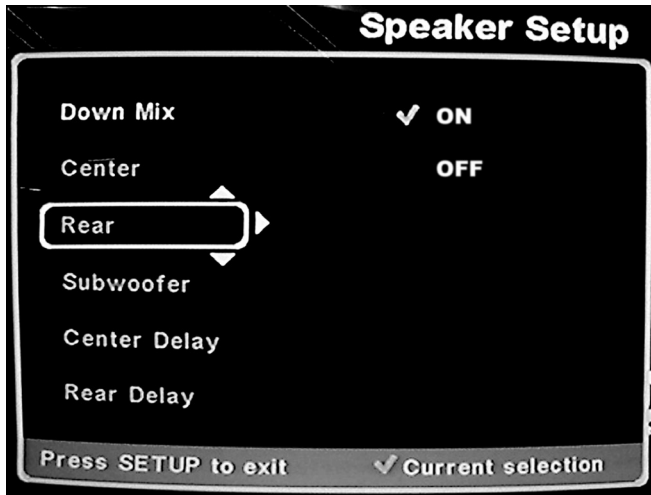 Speaker Setup
Down Mix ✓ ON
Center OFF
Rear
Subwoofer
Center Delay
Rear Delay
Press SETUP to exit ✓ Current selection